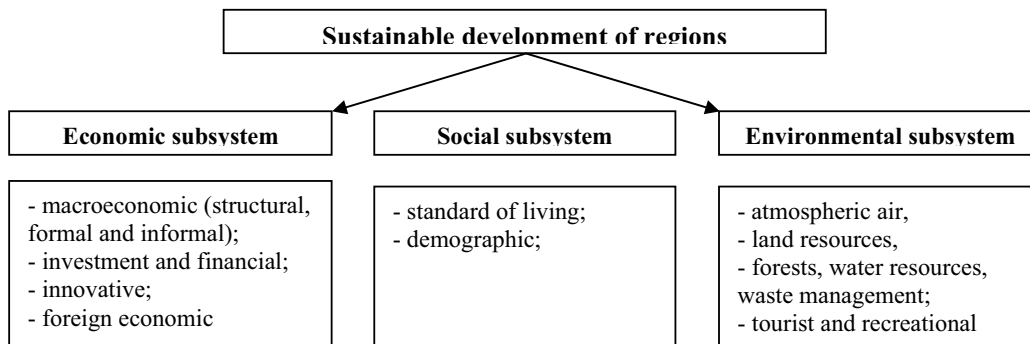 Sustainable development of regions
Economic subsystem
Social subsystem
Environmental subsystem
- macroeconomic (structural,
formal and informal);
- investment and financial;
- innovative;
- foreign economic
- standard of living;
- demographic;
- atmospheric air,
- land resources,
- forests, water resources,
waste management;
- tourist and recreational